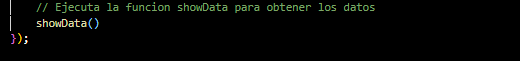 // Ejecuta la funcion showData para obtener los datos
showData()
});